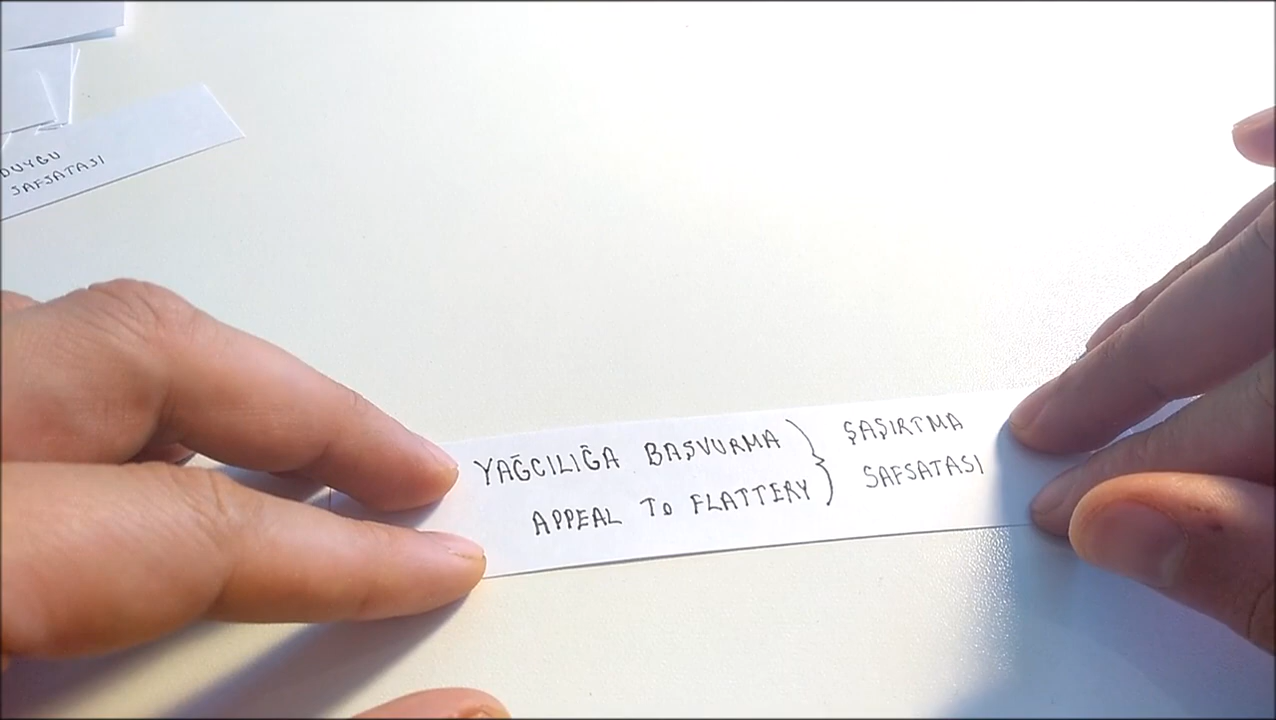 DUYGU
SAFSATASI
YAĞCILIĞA BAŞVURMA
APPEAL TO FLATTERY
ŞAŞIRTMA
SAFSATASI